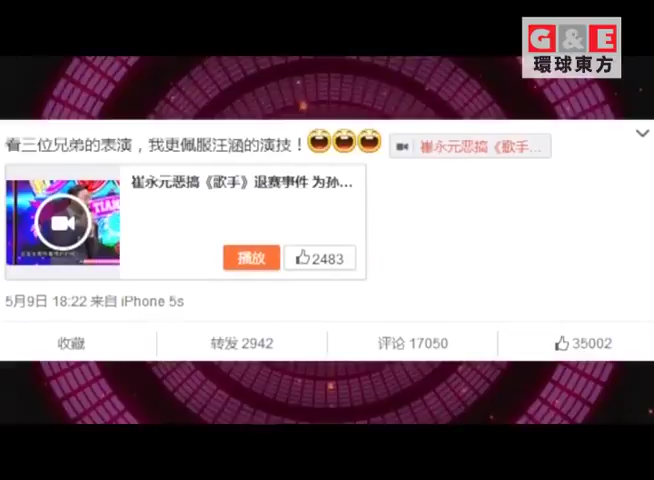 G&E
環球東方
看三位兄弟的表演，我更佩服汪涵的演技！ 崔永元恶搞《歌手...
崔永元恶搞《歌手》退赛事件 为孙...
TIAN
播放 2483
5月9日 18:22 来自 iPhone 5s
收藏 转发 2942 评论 17050 35002